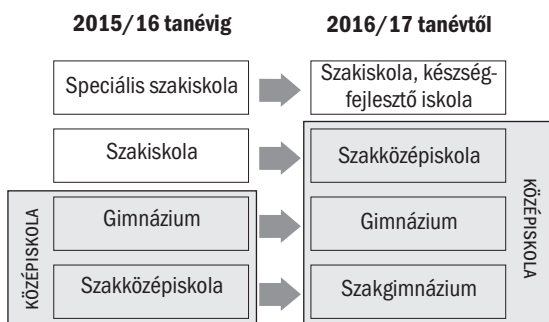 2015/16 tanévig
2016/17 tanévtől
Speciális szakiskola
Szakiskola, készség-
fejlesztő iskola
Szakiskola
Szakközépiskola
KÖZÉPISKOLA
Gimnázium
Gimnázium
KÖZÉPISKOLA
Szakközépiskola
Szakgimnázium